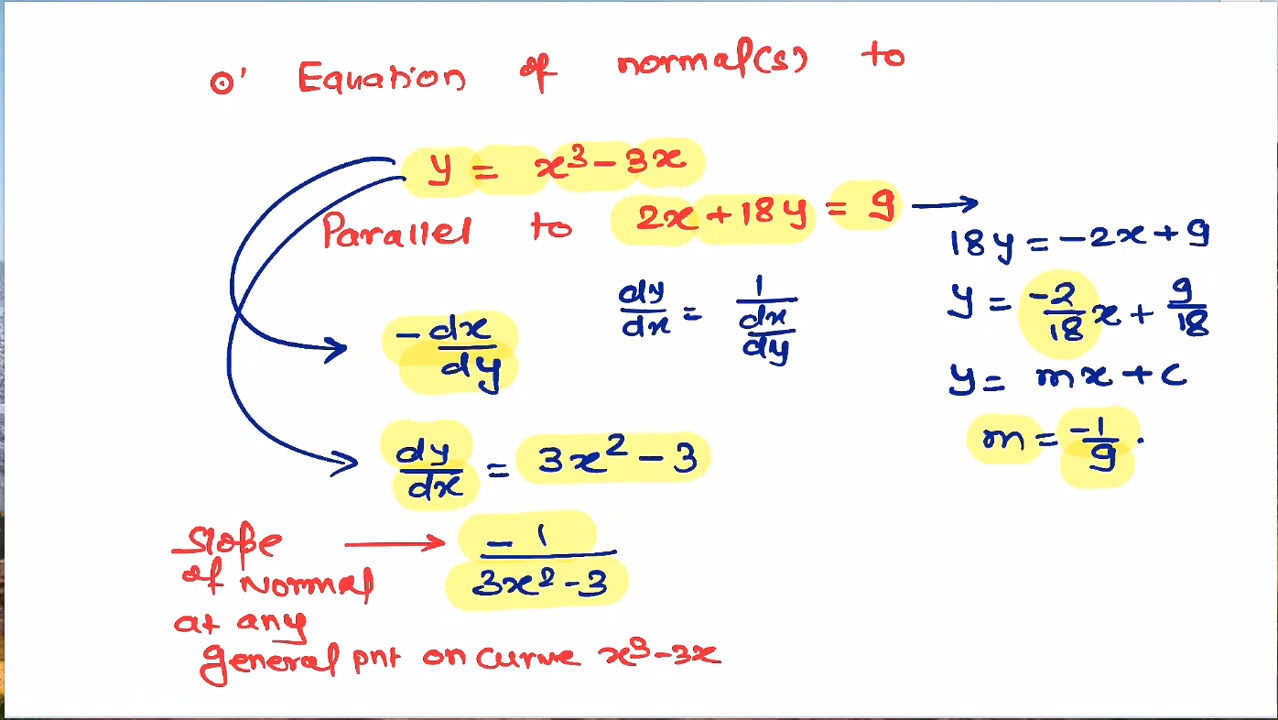 ⊙' Equation of normal(s) to
y = x³-3x
Parallel to 2x+18y = 9 →
18y = -2x+9
y = -2/18 x + 9/18
y = mx+c
m = -1/9 .
dy/dx = 1/(dx/dy)
-dx/dy
dy/dx = 3x²-3
Slope → -1/(3x²-3)
of Normal
at any
general pnt on curve x³-3x